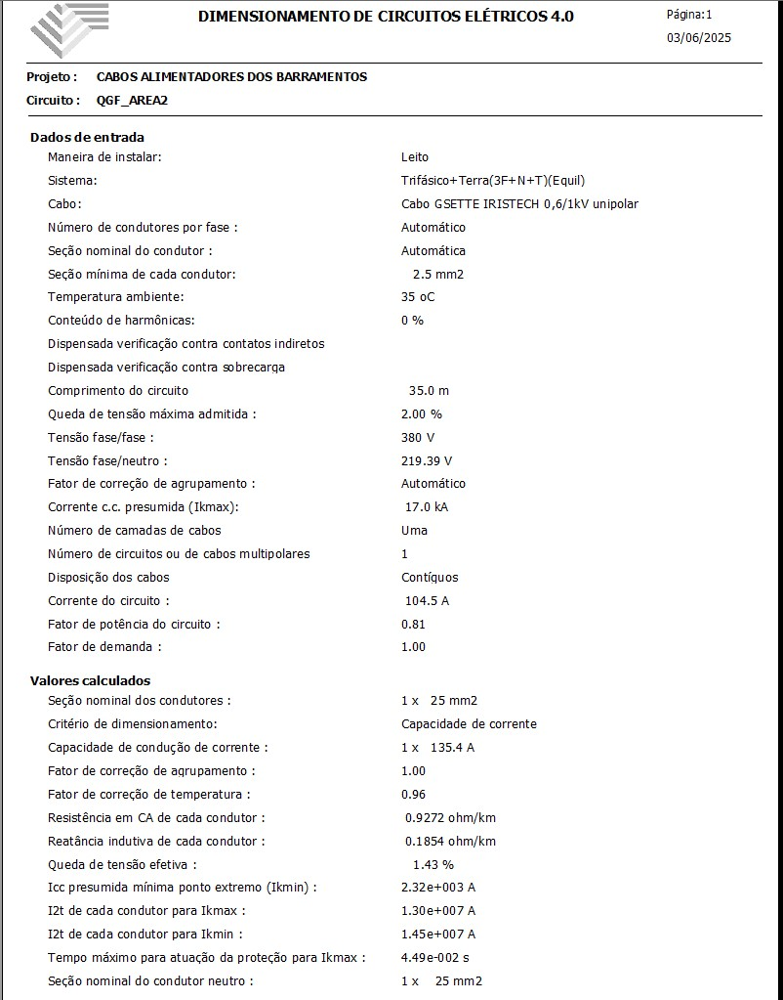 DIMENSIONAMENTO DE CIRCUITOS ELÉTRICOS 4.0
Página:1
03/06/2025
Projeto : CABOS ALIMENTADORES DOS BARRAMENTOS
Circuito : QGF_AREA2
Dados de entrada
Maneira de instalar: Leito
Sistema: Trifásico+Terra(3F+N+T)(Equil)
Cabo: Cabo GSETTE IRISTECH 0,6/1kV unipolar
Número de condutores por fase : Automático
Seção nominal do condutor : Automática
Seção mínima de cada condutor: 2.5 mm2
Temperatura ambiente: 35 oC
Conteúdo de harmônicas: 0 %
Dispensada verificação contra contatos indiretos
Dispensada verificação contra sobrecarga
Comprimento do circuito 35.0 m
Queda de tensão máxima admitida : 2.00 %
Tensão fase/fase : 380 V
Tensão fase/neutro : 219.39 V
Fator de correção de agrupamento : Automático
Corrente c.c. presumida (Ikmax): 17.0 kA
Número de camadas de cabos Uma
Número de circuitos ou de cabos multipolares 1
Disposição dos cabos Contíguos
Corrente do circuito : 104.5 A
Fator de potência do circuito : 0.81
Fator de demanda : 1.00
Valores calculados
Seção nominal dos condutores : 1 x 25 mm2
Critério de dimensionamento: Capacidade de corrente
Capacidade de condução de corrente : 1 x 135.4 A
Fator de correção de agrupamento : 1.00
Fator de correção de temperatura : 0.96
Resistência em CA de cada condutor : 0.9272 ohm/km
Reatância indutiva de cada condutor : 0.1854 ohm/km
Queda de tensão efetiva : 1.43 %
Icc presumida mínima ponto extremo (Ikmin) : 2.32e+003 A
I2t de cada condutor para Ikmax : 1.30e+007 A
I2t de cada condutor para Ikmin : 1.45e+007 A
Tempo máximo para atuação da proteção para Ikmax : 4.49e-002 s
Seção nominal do condutor neutro : 1 x 25 mm2